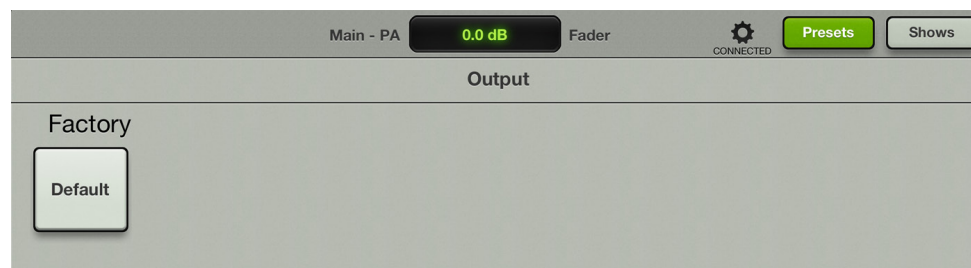 Main - PA 0.0 dB Fader CONNECTED Presets Shows
Output
Factory
Default